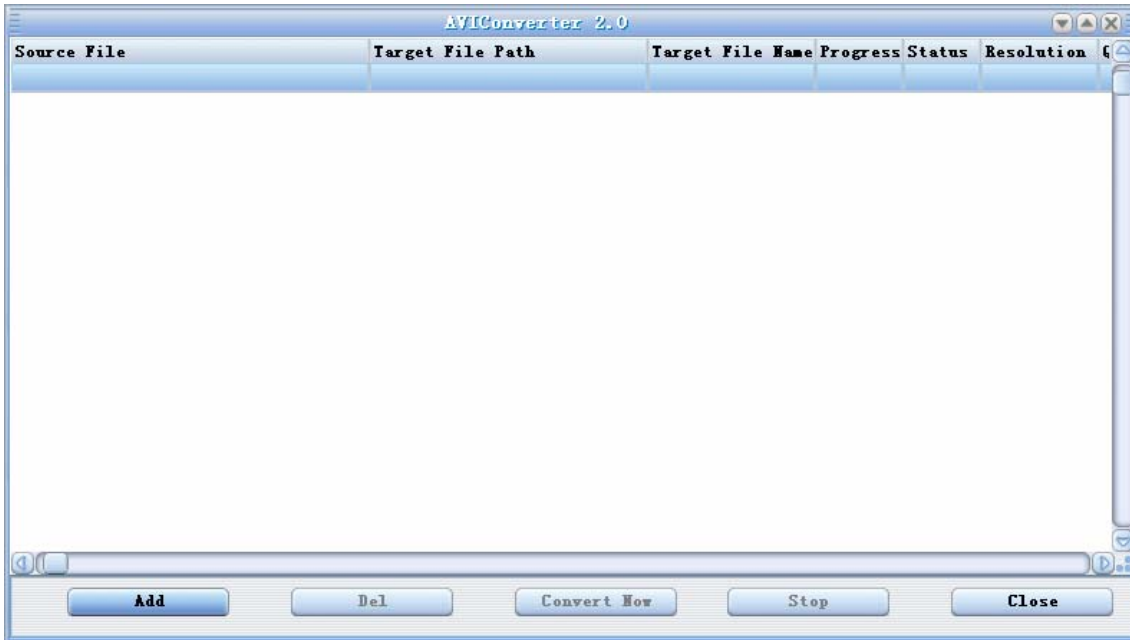 AVIConverter 2.0
Source File Target File Path Target File Name Progress Status Resolution
Add Del Convert Now Stop Close